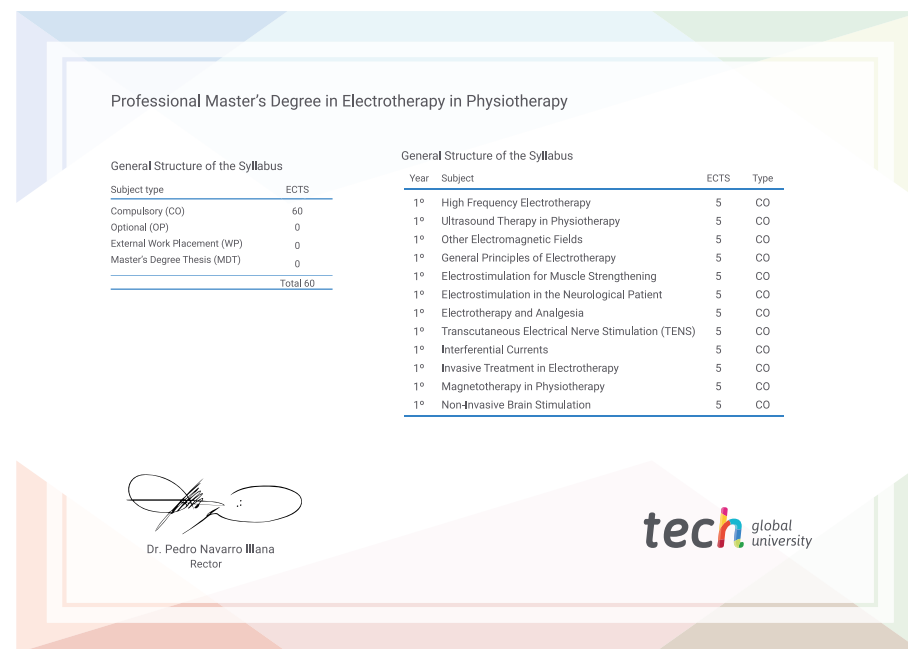 Professional Master's Degree in Electrotherapy in Physiotherapy
General Structure of the Syllabus
Subject type ECTS
Compulsory (CO) 60
Optional (OP) 0
External Work Placement (WP) 0
Master's Degree Thesis (MDT) 0
Total 60
General Structure of the Syllabus
Year Subject ECTS Type
1º High Frequency Electrotherapy 5 CO
1º Ultrasound Therapy in Physiotherapy 5 CO
1º Other Electromagnetic Fields 5 CO
1º General Principles of Electrotherapy 5 CO
1º Electrostimulation for Muscle Strengthening 5 CO
1º Electrostimulation in the Neurological Patient 5 CO
1º Electrotherapy and Analgesia 5 CO
1º Transcutaneous Electrical Nerve Stimulation (TENS) 5 CO
1º Interferential Currents 5 CO
1º Invasive Treatment in Electrotherapy 5 CO
1º Magnetotherapy in Physiotherapy 5 CO
1º Non-Invasive Brain Stimulation 5 CO
Dr. Pedro Navarro Illana
Rector
tech global
university